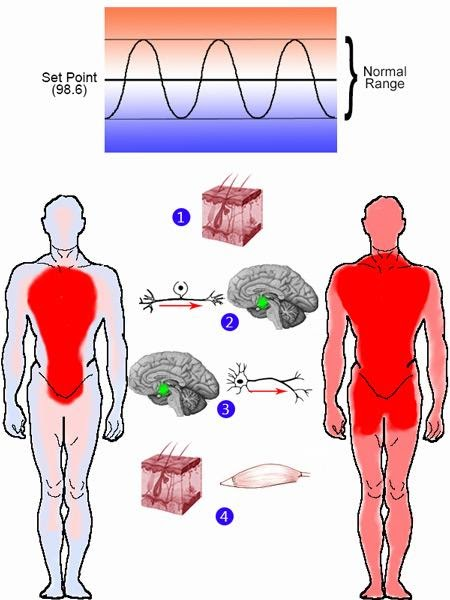 Set Point
(98.6)
Normal
Range
1
2
3
4